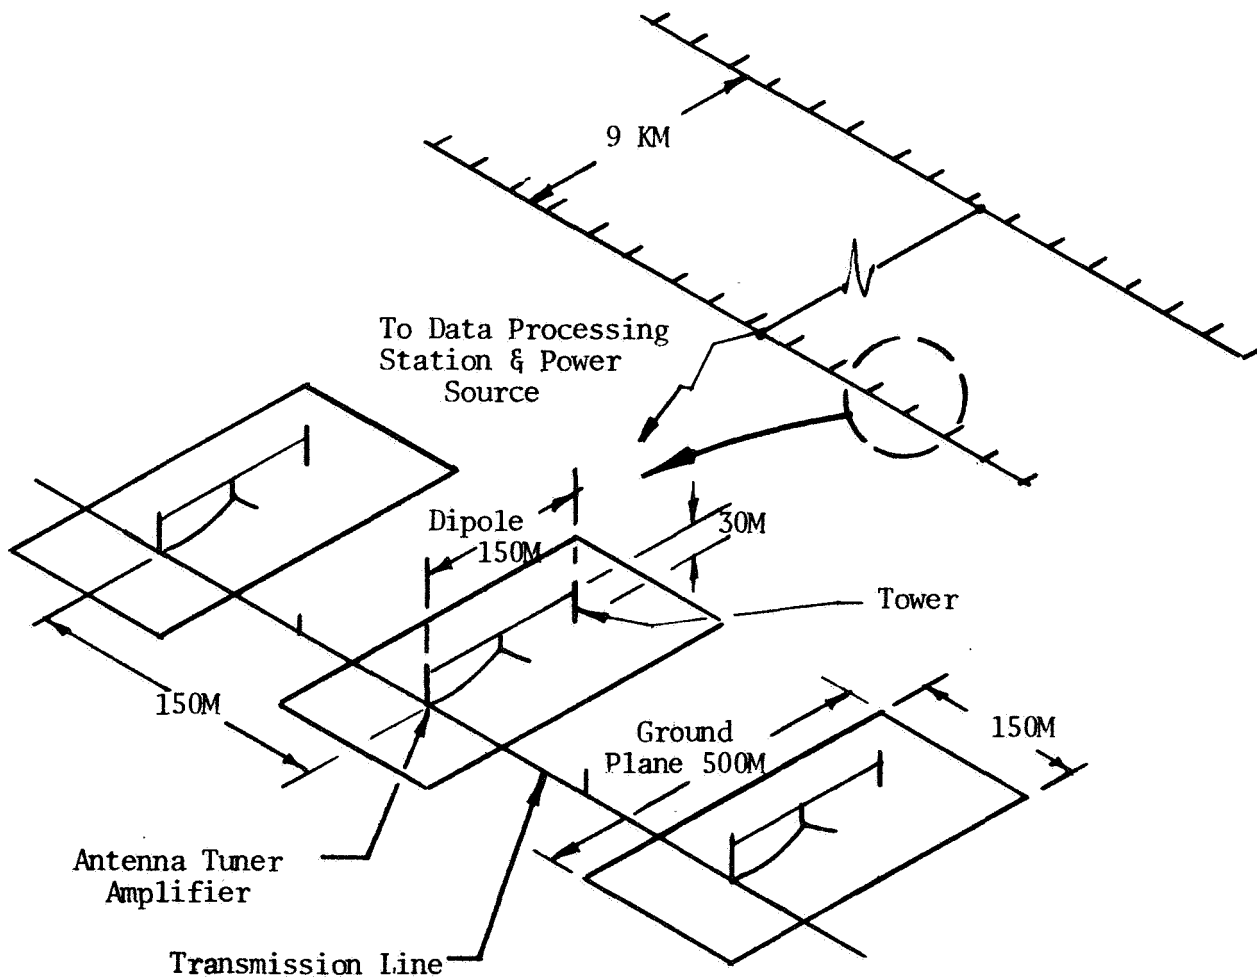 9 KM
To Data Processing
Station & Power
Source
Dipole
150M
30M
Tower
150M
Ground
Plane 500M
150M
Antenna Tuner
Amplifier
Transmission Line